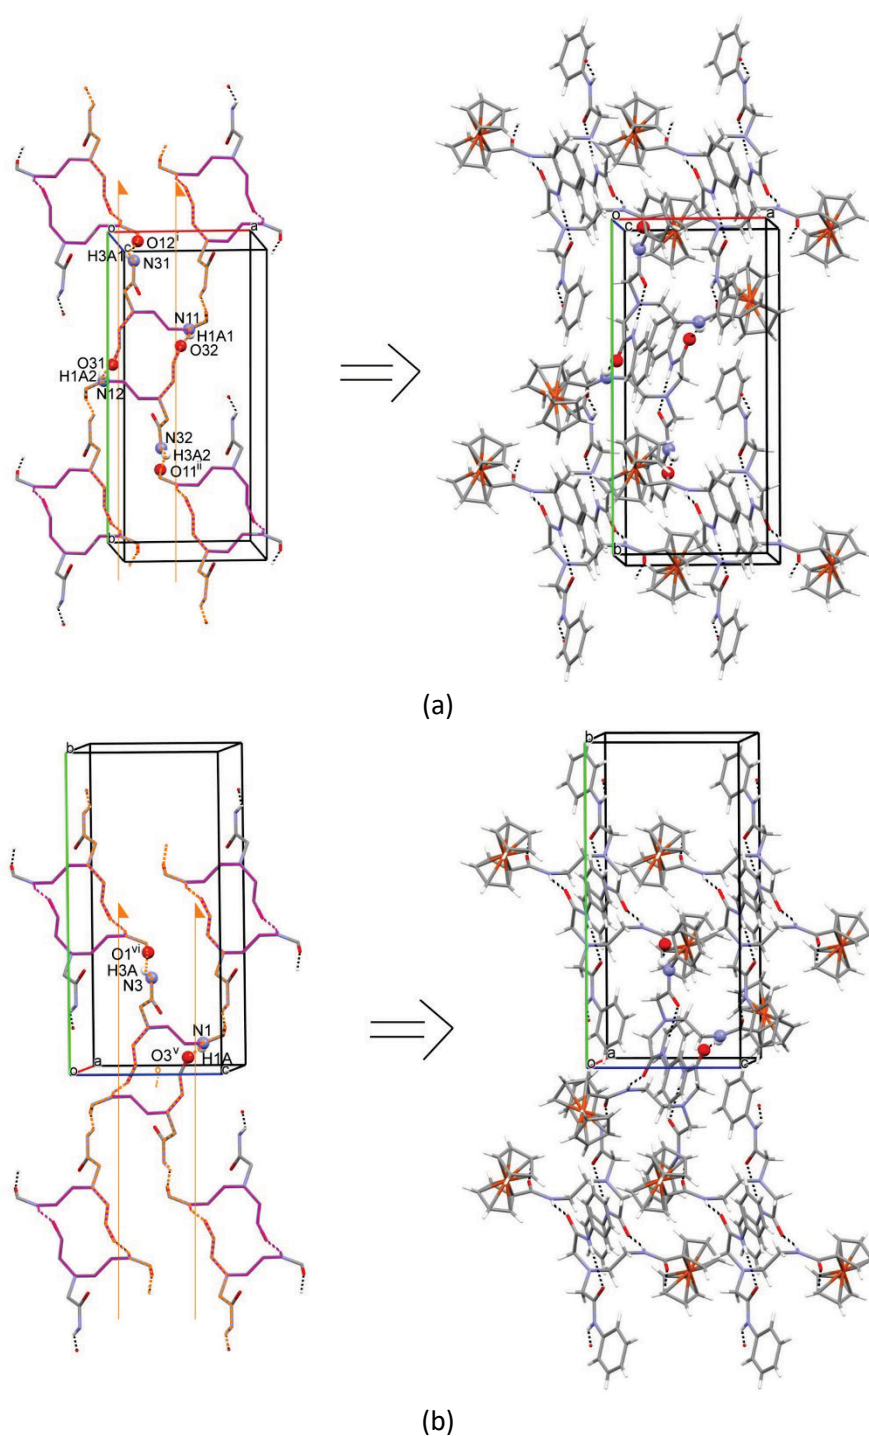 o
a
c
O12ⁱ
H3A1
N31
N11
H1A1
O32
O31
H1A2
N12
N32
H3A2
O11ⁱⁱ
b
o
a
c
b
(a)
b
O1ᵛⁱ
H3A
N3
N1
O3ᵛ
H1A
a
o
c
b
a
o
c
(b)